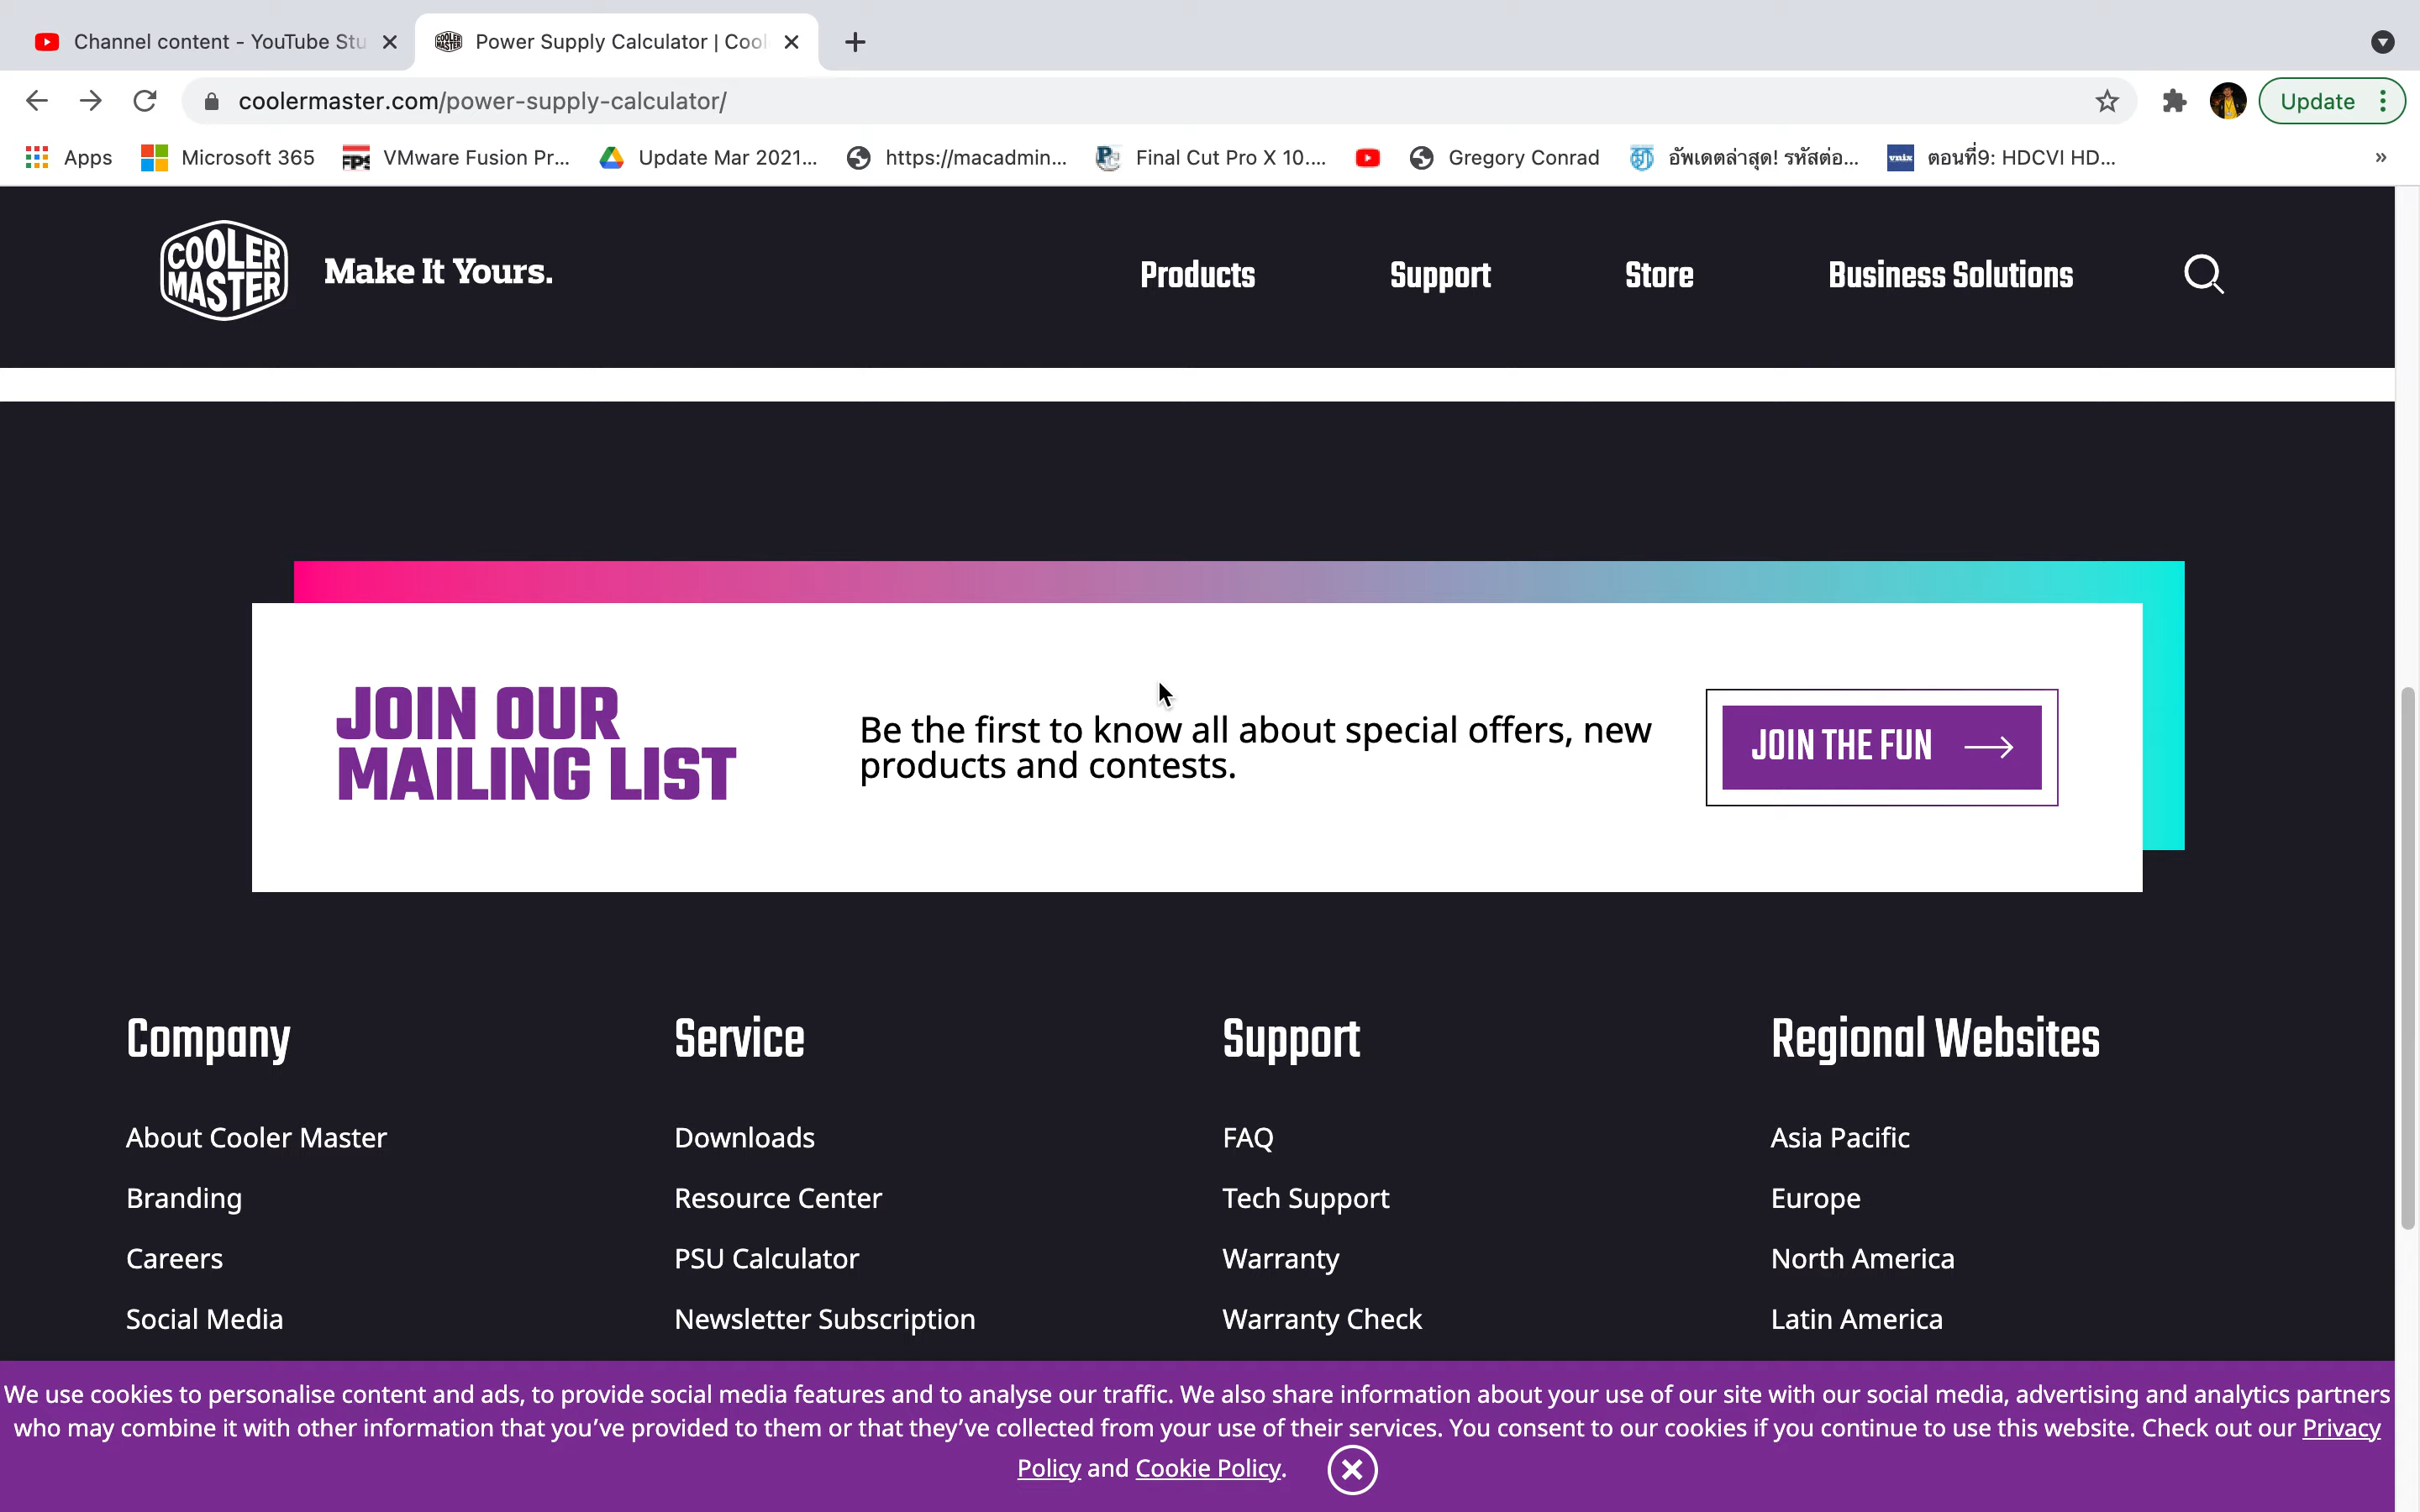 Channel content - YouTube Stu
Power Supply Calculator | Cool
coolermaster.com/power-supply-calculator/
Update
Apps
Microsoft 365
VMware Fusion Pr...
Update Mar 2021...
https://macadmin...
Final Cut Pro X 10....
Gregory Conrad
อัพเดตล่าสุด! รหัสต่อ...
ตอนที่9: HDCVI HD...
»
COOLER
MASTER
Make It Yours.
Products
Support
Store
Business Solutions
JOIN OUR
MAILING LIST
Be the first to know all about special offers, new
products and contests.
JOIN THE FUN
Company
Service
Support
Regional Websites
About Cooler Master
Downloads
FAQ
Asia Pacific
Branding
Resource Center
Tech Support
Europe
Careers
PSU Calculator
Warranty
North America
Social Media
Newsletter Subscription
Warranty Check
Latin America
We use cookies to personalise content and ads, to provide social media features and to analyse our traffic. We also share information about your use of our site with our social media, advertising and analytics partners
who may combine it with other information that you’ve provided to them or that they’ve collected from your use of their services. You consent to our cookies if you continue to use this website. Check out our Privacy
Policy and Cookie Policy.